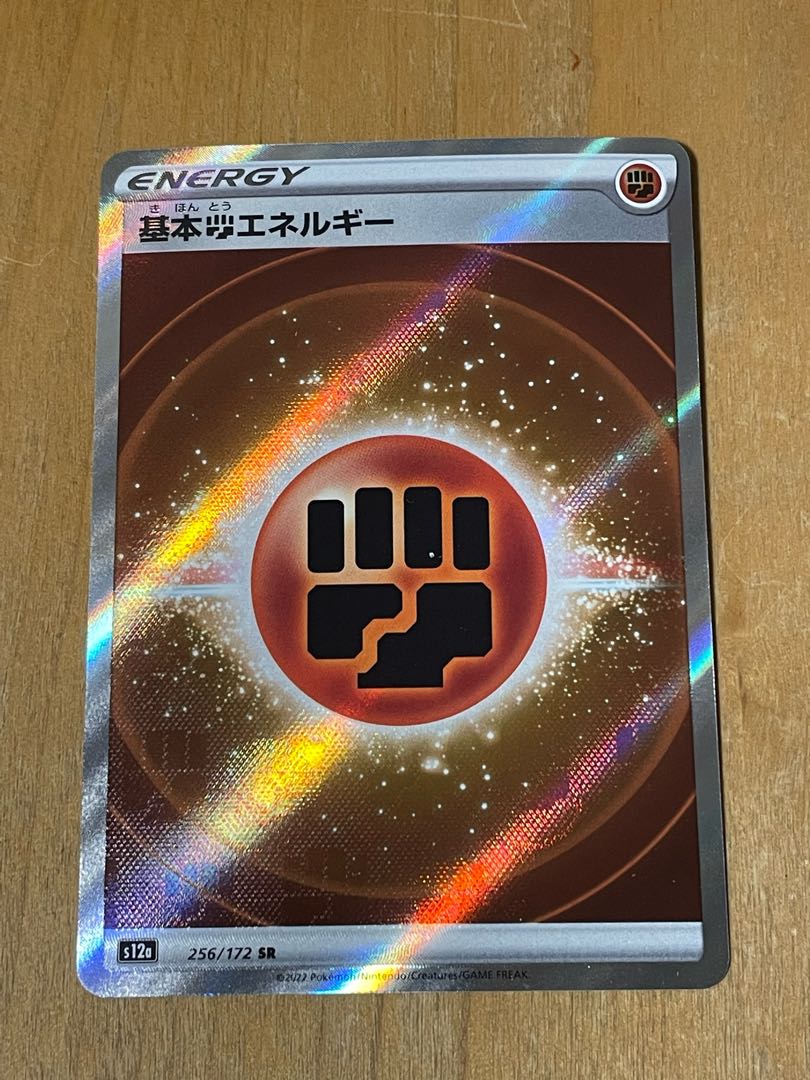 ENERGY
き ほん とう
基本エネルギー
s12a 256/172 SR
©2022 Pokémon/Nintendo/Creatures/GAME FREAK.